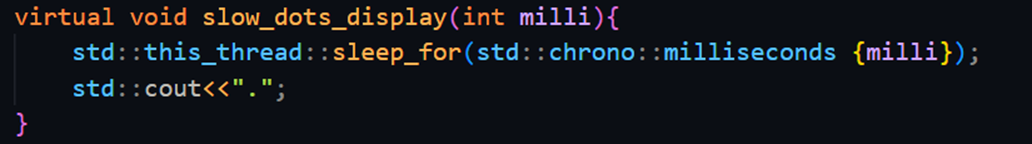 virtual void slow_dots_display(int milli){
    std::this_thread::sleep_for(std::chrono::milliseconds {milli});
    std::cout<<".";
}